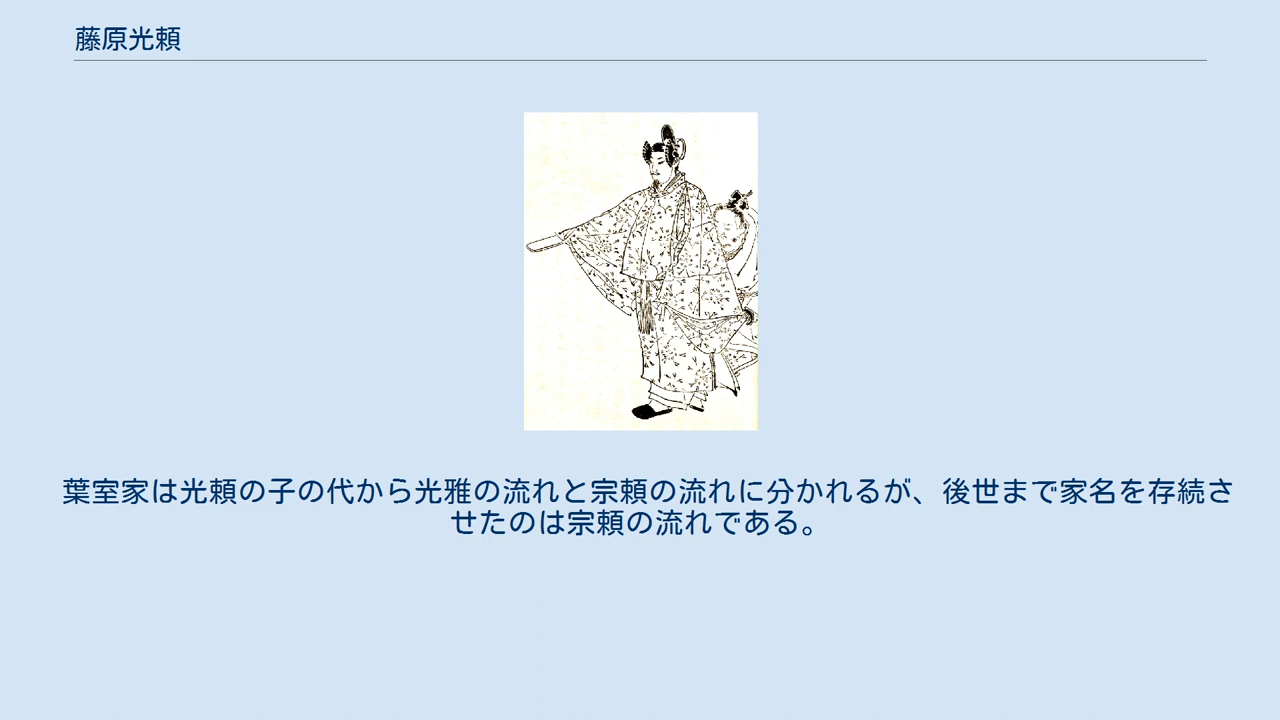 藤原光頼
葉室家は光頼の子の代から光雅の流れと宗頼の流れに分かれるが、後世まで家名を存続さ
せたのは宗頼の流れである。